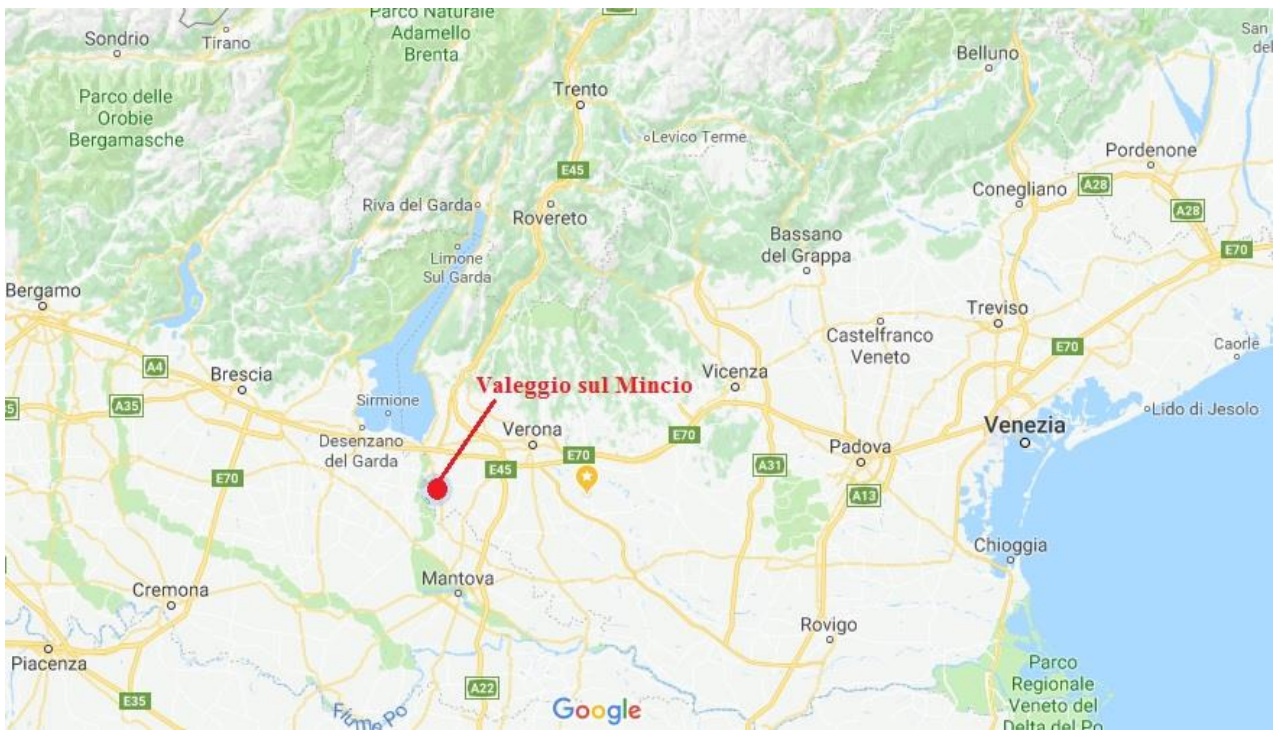 Parco Naturale
Adamello
Brenta
Sondrio
Tirano
San
del
Belluno
Parco delle
Orobie
Bergamasche
Trento
Levico Terme
Pordenone
E45
A28
Conegliano
A28
Riva del Garda
Rovereto
Bassano
del Grappa
Limone
Sul Garda
E70
Bergamo
Treviso
Castelfranco
Veneto
E70
Caorle
A4
Brescia
Vicenza
Valeggio sul Mincio
A35
Sirmione
Lido di Jesolo
Desenzano
del Garda
Verona
E70
Venezia
Padova
E70
E45
E70
A31
A13
Chioggia
Mantova
Cremona
Rovigo
Piacenza
Parco
Regionale
Veneto del
Delta del Po
A22
E35
Fiume Po
Google